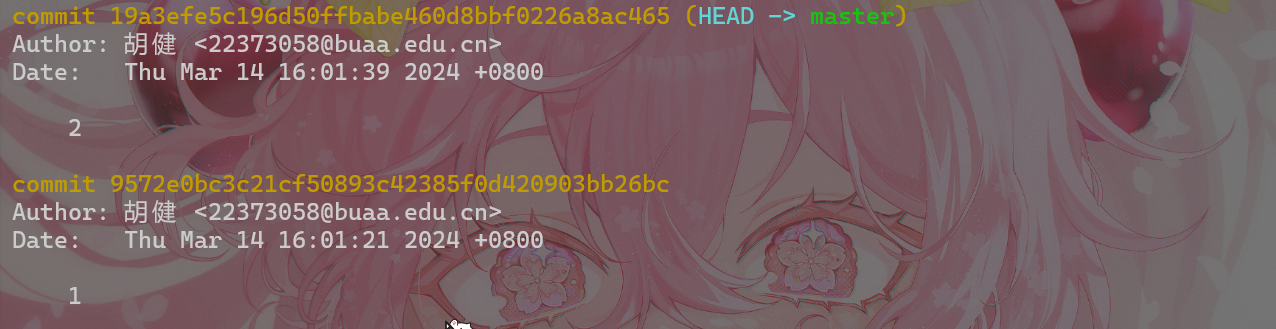 commit 19a3efe5c196d50ffbabe460d8bbf0226a8ac465 (HEAD -> master)
Author: 胡健 <22373058@buaa.edu.cn>
Date:   Thu Mar 14 16:01:39 2024 +0800
2
commit 9572e0bc3c21cf50893c42385f0d420903bb26bc
Author: 胡健 <22373058@buaa.edu.cn>
Date:   Thu Mar 14 16:01:21 2024 +0800
1